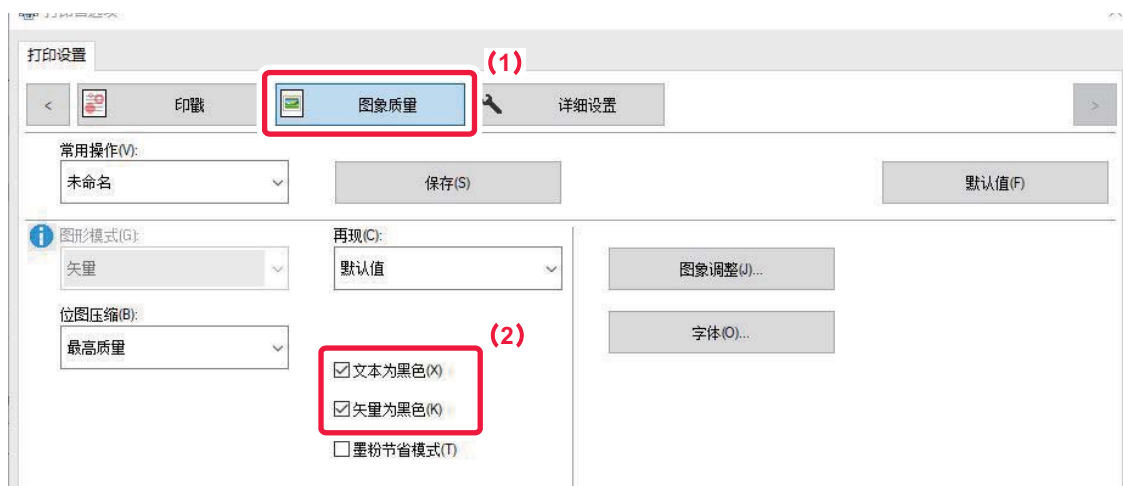 打印设置
(1)
<
印戳
图象质量
详细设置
>
常用操作(V):
未命名
保存(S)
默认值(F)
图形模式(G):
再现(C):
矢量
默认值
图象调整(J)...
位图压缩(B):
字体(O)...
最高质量
(2)
文本为黑色(X)
矢量为黑色(K)
墨粉节省模式(T)